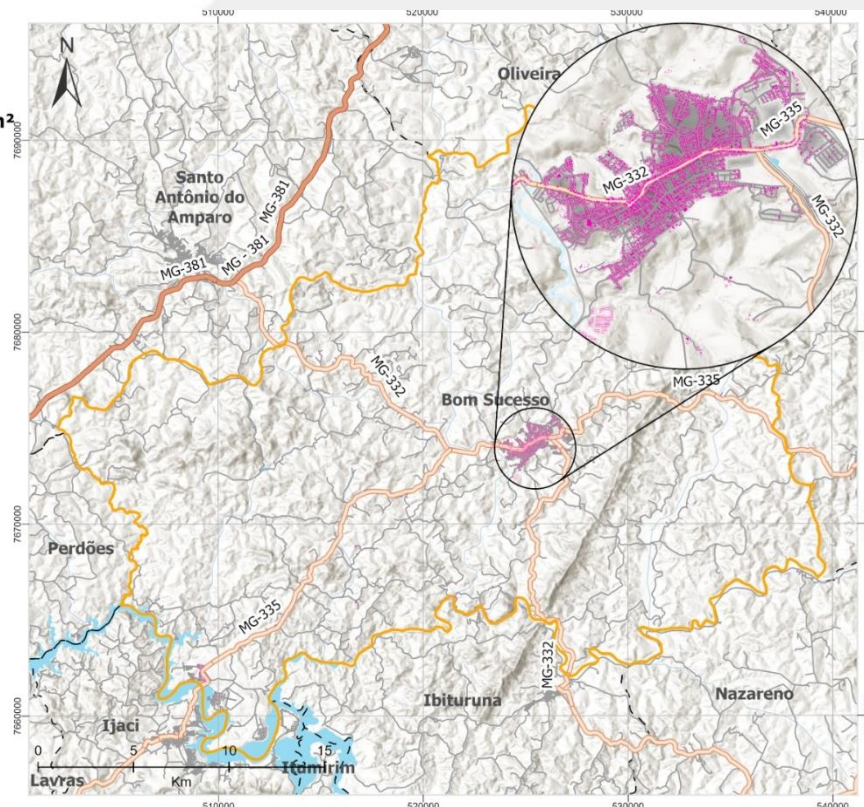 510000
520000
530000
540000
N
Oliveira
m²
7690000
MG-335
MG-332
MG-332
Santo
Antônio do
Amparo
MG-381
MG - 381
MG-381
7680000
MG-332
MG-335
Bom Sucesso
7670000
Perdões
MG-335
MG-332
Ibituruna
Nazareno
7660000
Ijaci
0
5
10
15
Km
Itumirim
Lavras
510000
520000
530000
540000